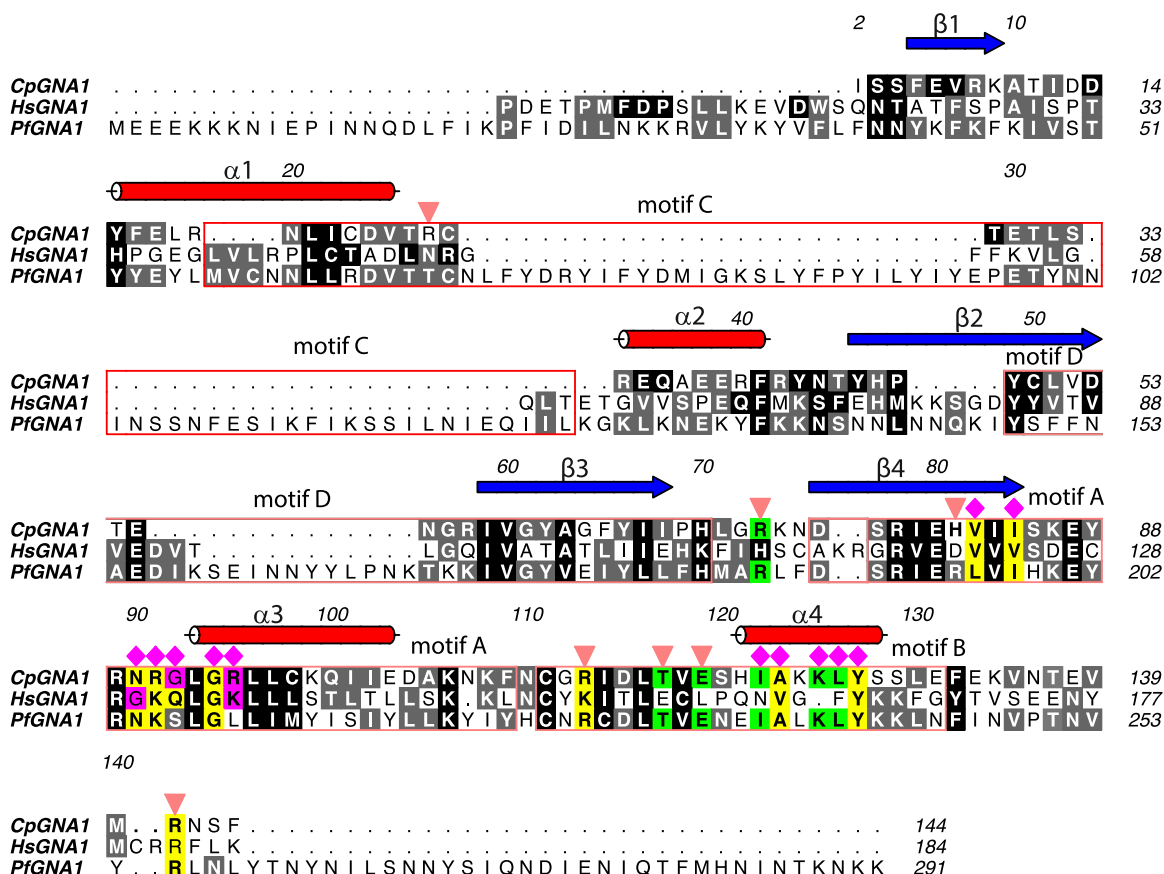 2 β1 10
CpGNA1 . . . . . . . . . . . . . . . . . . . . . . . . . . . . . . . . . . . . . . I S S F E V R K A T I D D 14
HsGNA1 . . . . . . . . . . . . . . . . . . . . P D E T P M F D P S L L K E V D W S Q N T A T F S P A I S P T 33
PfGNA1 M E E E K K K N I E P I N N Q D L F I K P F I D I L N K K R V L Y K Y V F L F N N Y K F K F K I V S T 51
α1 20 30
motif C
CpGNA1 Y F E L R . . . . N L I C D V T R C . . . . . . . . . . . . . . . . . . . . . . . . . . . T E T L S . 33
HsGNA1 H P G E G L V L R P L C T A D L N R G . . . . . . . . . . . . . . . . . . . . . . . . . F F K V L G . 58
PfGNA1 Y Y E Y L M V C N N L L R D V T T C N L F Y D R Y I F Y D M I G K S L Y F P Y I L Y I Y E P E T Y N N 102
α2 40 β2 50
motif C motif D
CpGNA1 . . . . . . . . . . . . . . . . . . . . . . . . . . R E Q A E E R F R Y N T Y H P . . . . . Y C L V D 53
HsGNA1 . . . . . . . . . . . . . . . . . . . . . Q L T E T G V V S P E Q F M K S F E H M K K S G D Y Y V T V 88
PfGNA1 I N S S N F E S I K F I K S S I L N I E Q I I L K G K L K N E K Y F K K N S N N L N N Q K I Y S F F N 153
60 β3 70 β4 80
motif D motif A
CpGNA1 T E . . . . . . . . . . . . . . N G R I V G Y A G F Y I I P H L G R K N D . . S R I E H V I I S K E Y 88
HsGNA1 V E D V T . . . . . . . . . . . L G Q I V A T A T L I I E H K F I H S C A K R G R V E D V V V S D E C 128
PfGNA1 A E D I K S E I N N Y Y L P N K T K K I V G Y V E I Y L L F H M A R L F D . . S R I E R L V I H K E Y 202
90 α3 100 110 120 α4 130
motif A motif B
CpGNA1 R N R G L G R L L C K Q I I E D A K N K F N C G R I D L T V E S H I A K K L Y S S L E F E K V N T E V 139
HsGNA1 R G K Q L G K L L L S T L T L L S K . K L N C Y K I T L E C L P Q N V G . F Y K K F G Y T V S E E N Y 177
PfGNA1 R N K S L G L L I M Y I S I Y L L K Y I Y H C N R C D L T V E N E I A L K L Y K K L N F I N V P T N V 253
140
CpGNA1 M . . R N S F . . . . . . . . . . . . . . . . . . . . . . . . . . . . . . . . . 144
HsGNA1 M C R R F L K . . . . . . . . . . . . . . . . . . . . . . . . . . . . . . . . . 184
PfGNA1 Y . . R L N L Y T N Y N I L S N N Y S I Q N D I E N I Q T F M H N I N T K N K K 291